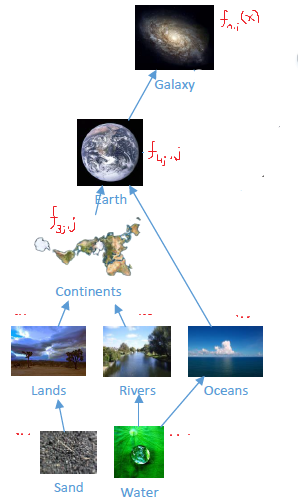 Galaxy
Earth
Continents
Lands Rivers Oceans
Sand Water